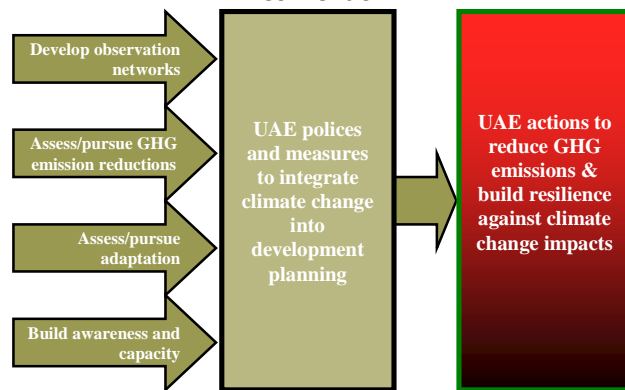 Develop observation
networks
Assess/pursue GHG
emission reductions
Assess/pursue
adaptation
Build awareness and
capacity
UAE polices
and measures
to integrate
climate change
into
development
planning
UAE actions to
reduce GHG
emissions &
build resilience
against climate
change impacts